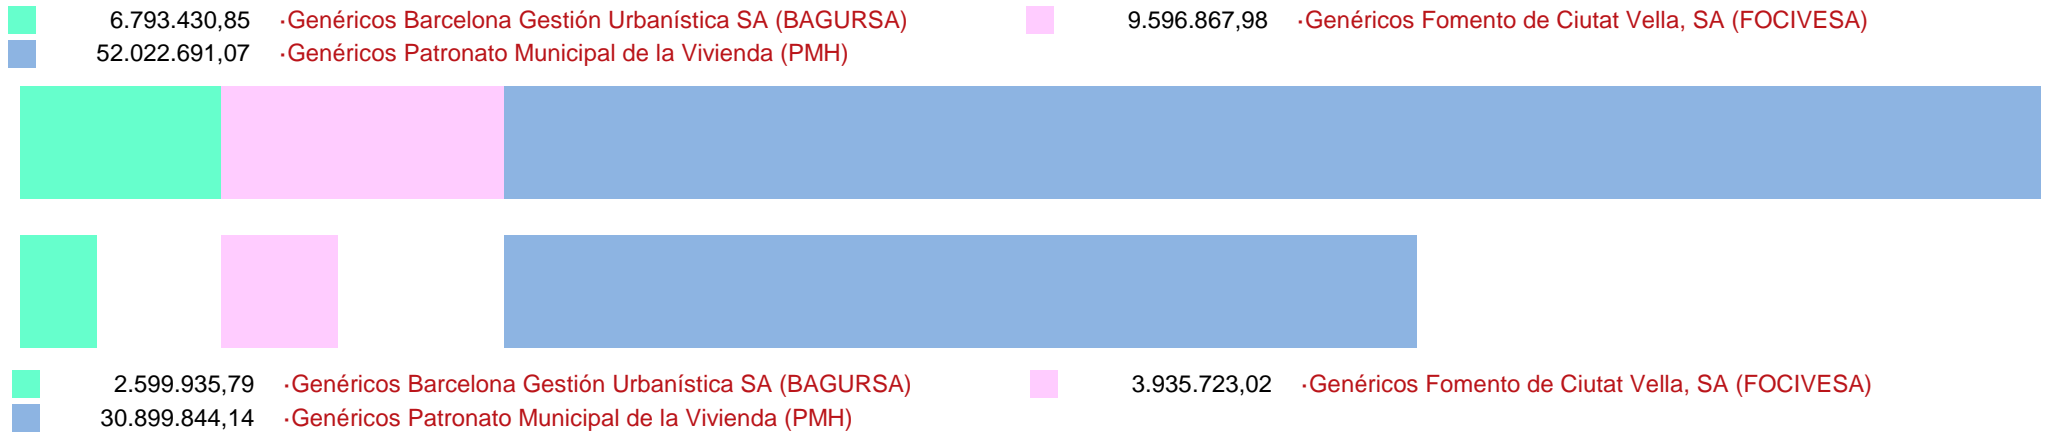 6.793.430,85 ·Genéricos Barcelona Gestión Urbanística SA (BAGURSA) 9.596.867,98 ·Genéricos Fomento de Ciutat Vella, SA (FOCIVESA)
52.022.691,07 ·Genéricos Patronato Municipal de la Vivienda (PMH)
2.599.935,79 ·Genéricos Barcelona Gestión Urbanística SA (BAGURSA) 3.935.723,02 ·Genéricos Fomento de Ciutat Vella, SA (FOCIVESA)
30.899.844,14 ·Genéricos Patronato Municipal de la Vivienda (PMH)